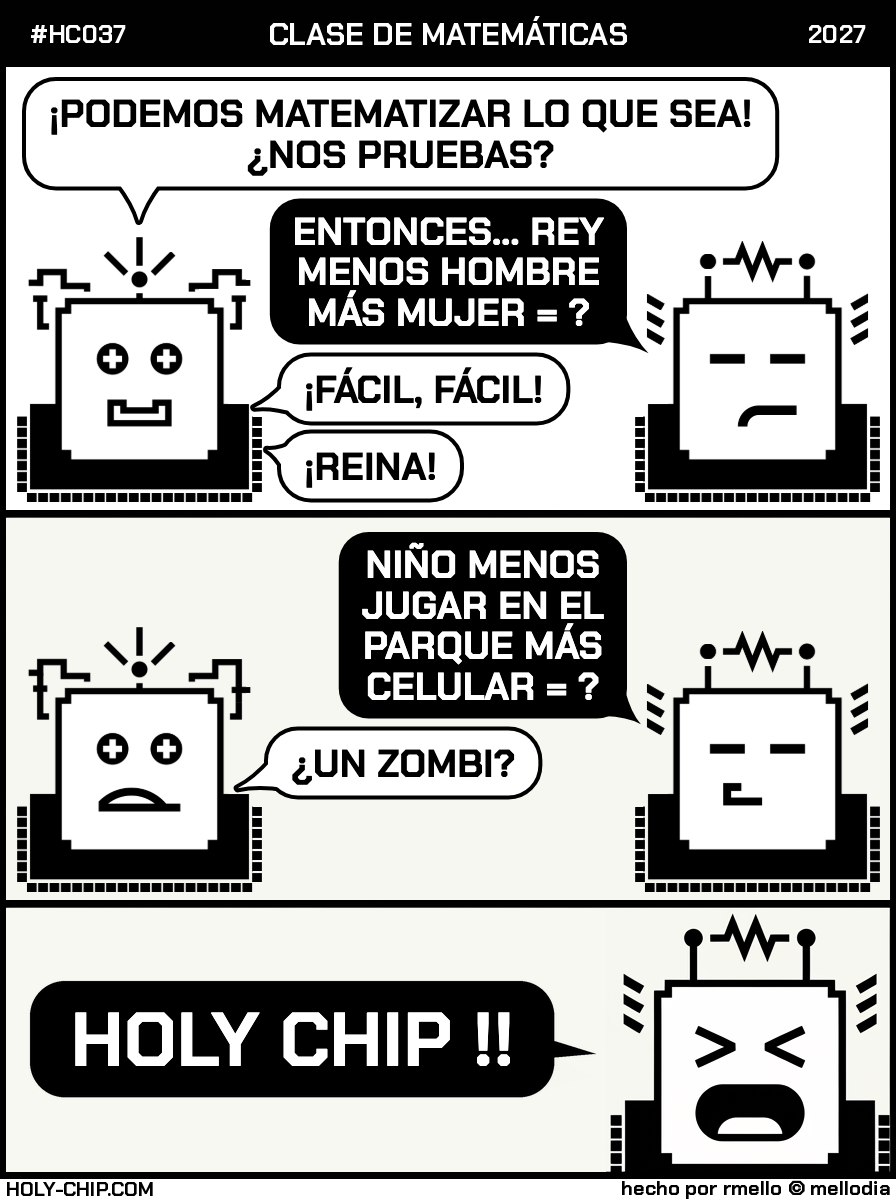 #HC037
CLASE DE MATEMÁTICAS
2027
¡PODEMOS MATEMATIZAR LO QUE SEA!
¿NOS PRUEBAS?
ENTONCES... REY
MENOS HOMBRE
MÁS MUJER = ?
¡FÁCIL, FÁCIL!
¡REINA!
NIÑO MENOS
JUGAR EN EL
PARQUE MÁS
CELULAR = ?
¿UN ZOMBI?
HOLY CHIP !!
HOLY-CHIP.COM
hecho por rmello © mellodia